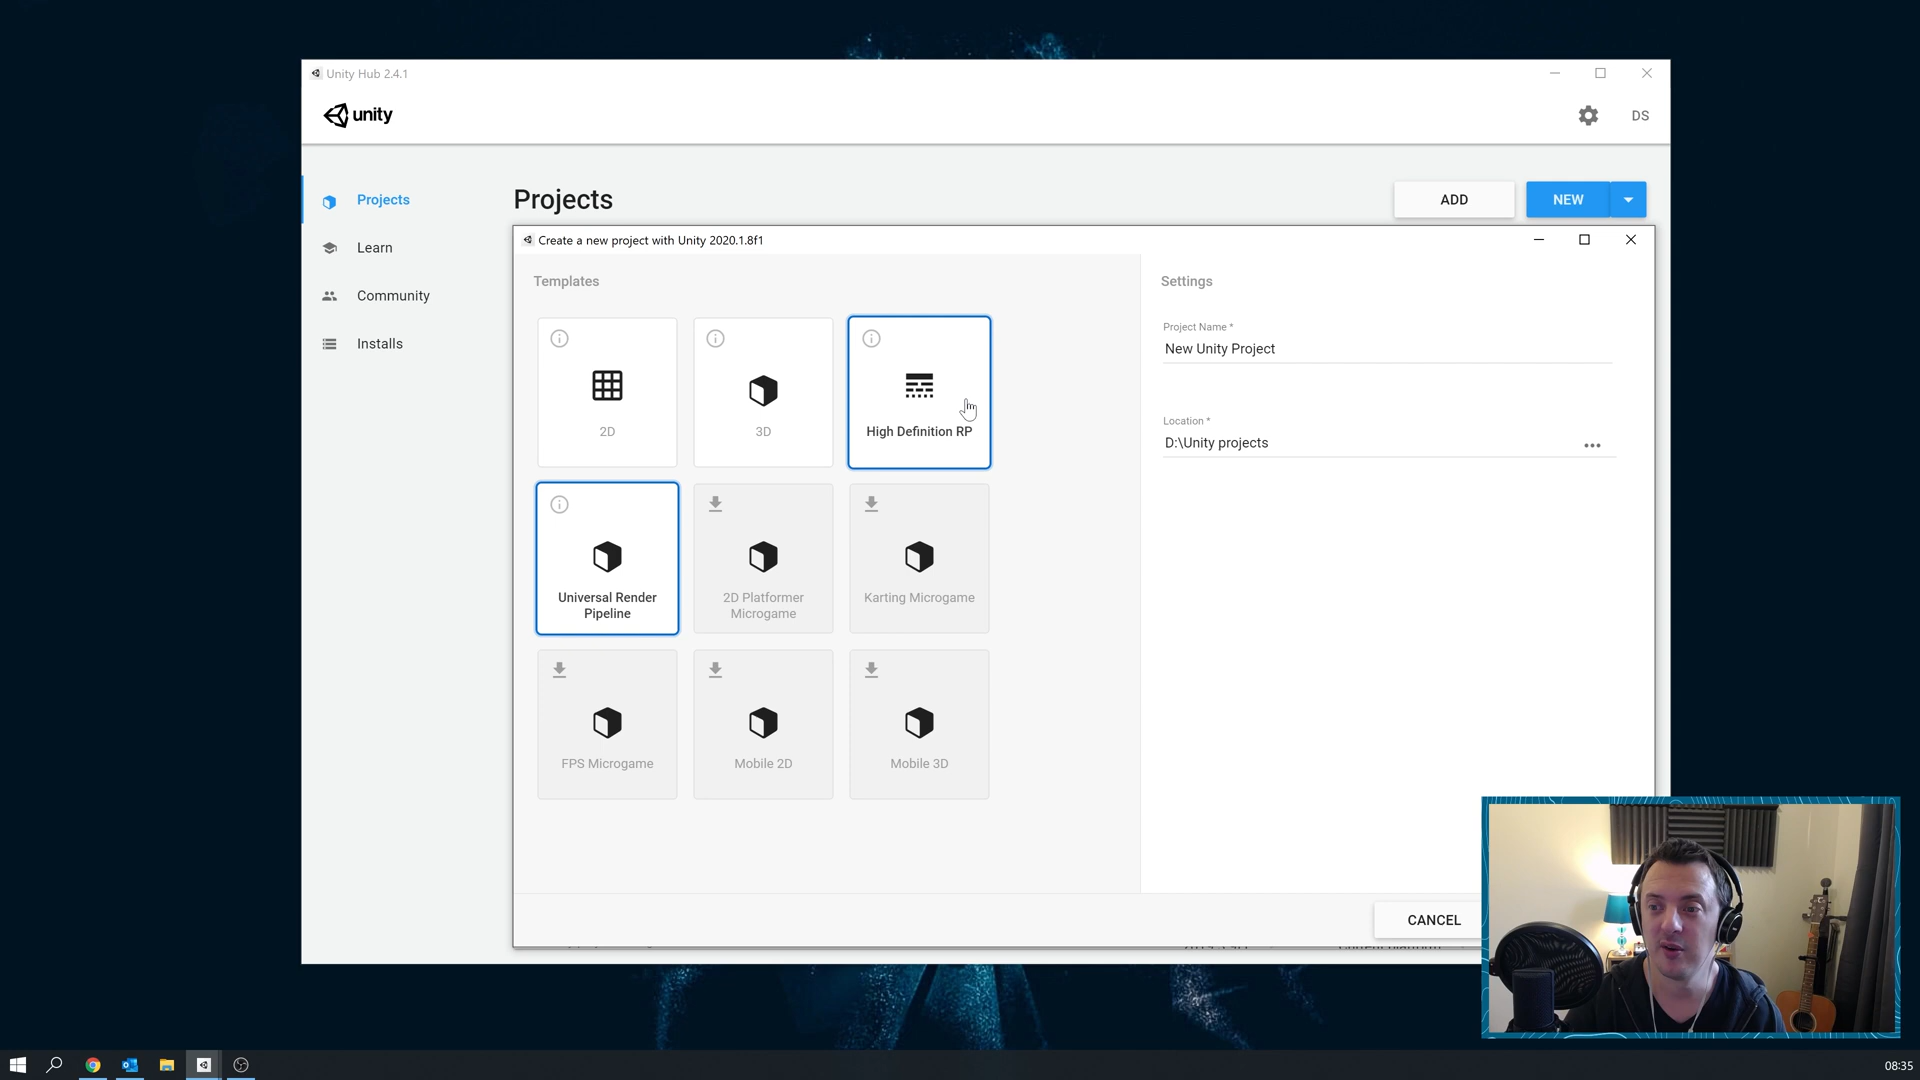 Unity Hub 2.4.1
unity
DS
Projects
Learn
Community
Installs
Projects
ADD
NEW
Create a new project with Unity 2020.1.8f1
Templates
2D
3D
High Definition RP
Universal Render
Pipeline
2D Platformer
Microgame
Karting Microgame
FPS Microgame
Mobile 2D
Mobile 3D
Settings
Project Name *
New Unity Project
Location *
D:\Unity projects
CANCEL
08:35